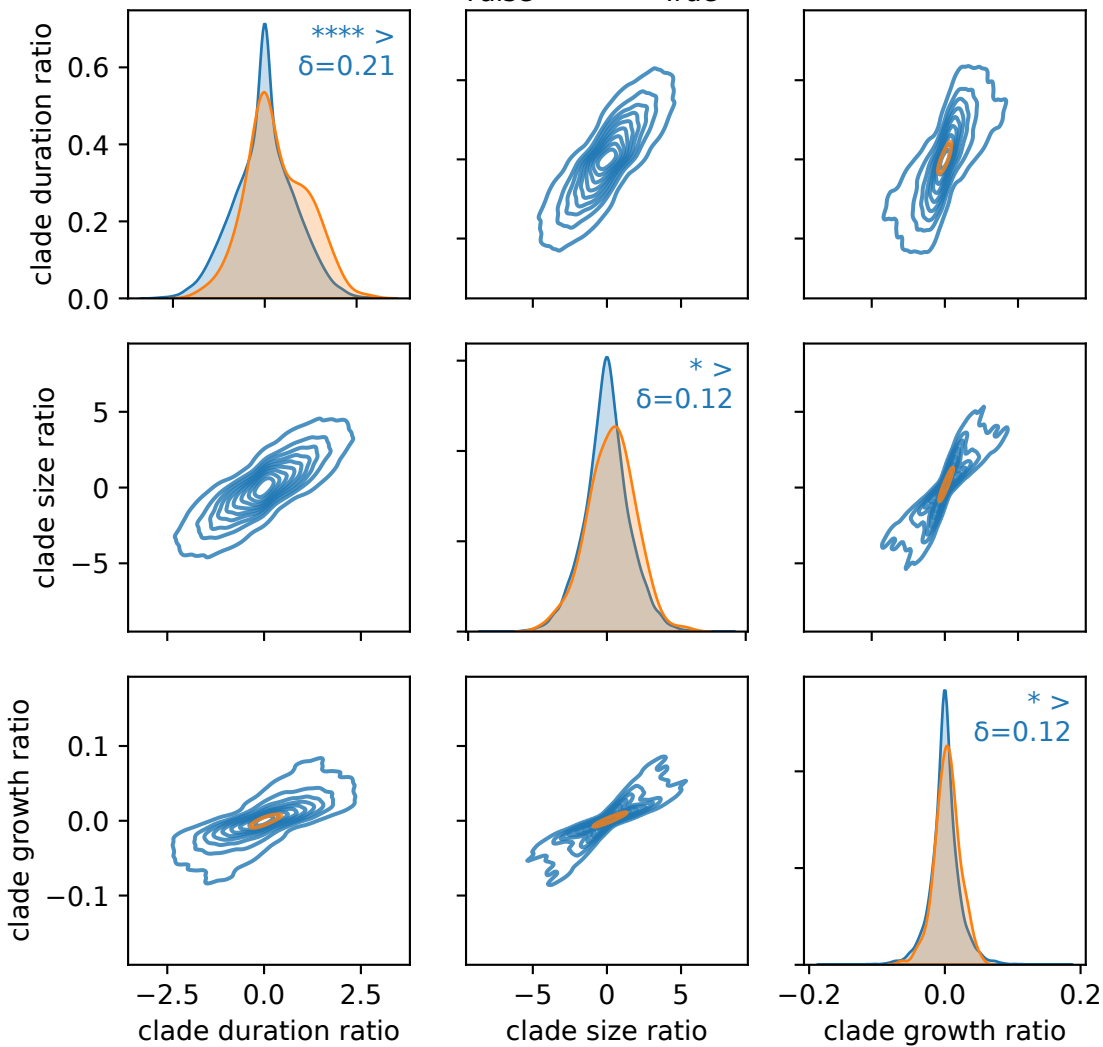 clade duration ratio
0.6
0.4
0.2
0.0
**** >
δ=0.21
clade size ratio
5
0
−5
* >
δ=0.12
clade growth ratio
0.1
0.0
−0.1
* >
δ=0.12
−2.5 0.0 2.5
−5 0 5
−0.2 0.0 0.2
clade duration ratio
clade size ratio
clade growth ratio